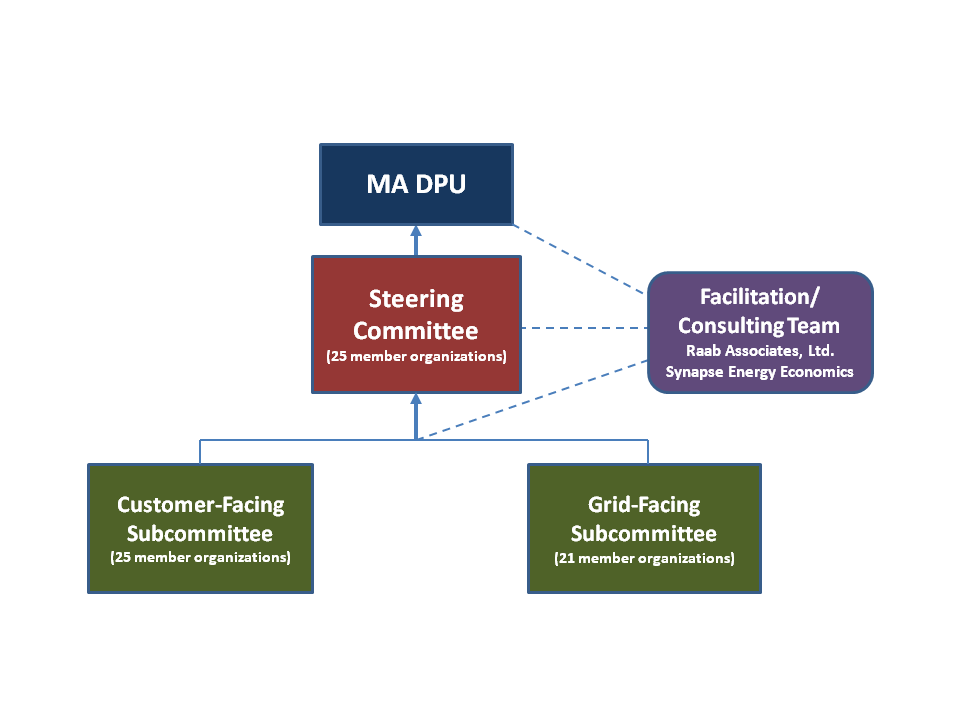 MA DPU
Steering
Committee
(25 member organizations)
Facilitation/
Consulting Team
Raab Associates, Ltd.
Synapse Energy Economics
Customer-Facing
Subcommittee
(25 member organizations)
Grid-Facing
Subcommittee
(21 member organizations)